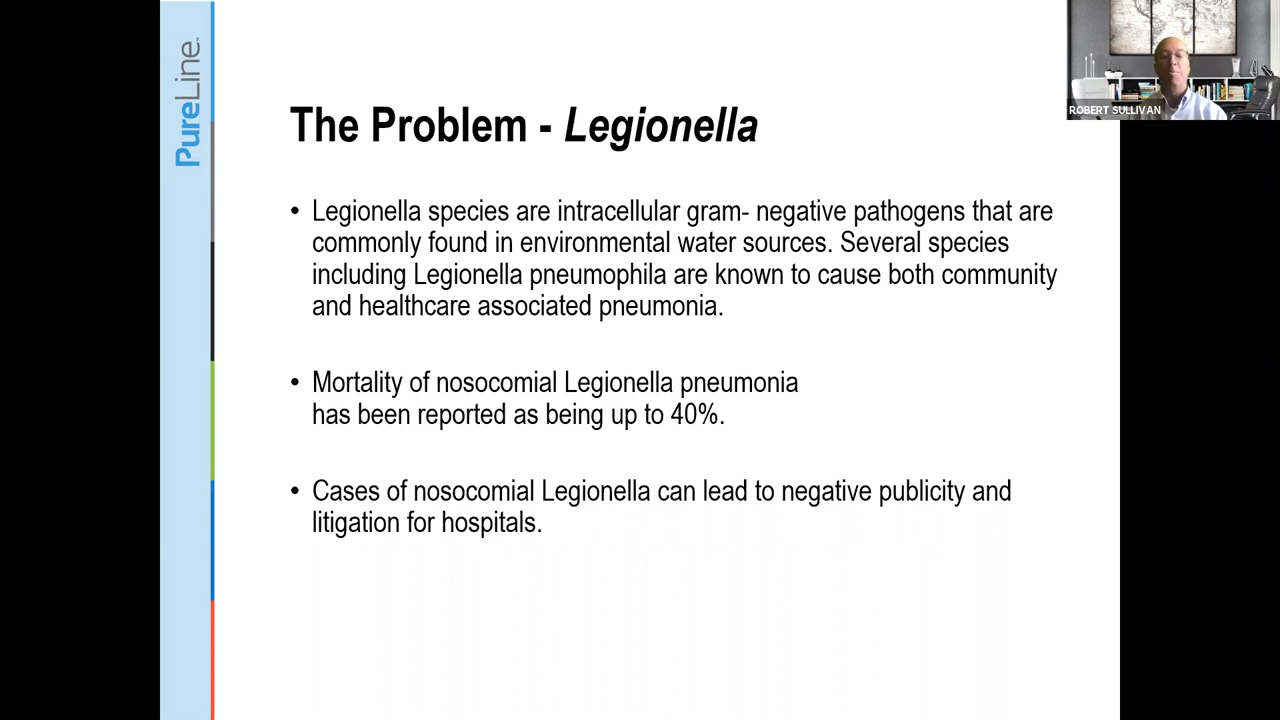 PureLine
ROBERT SULLIVAN
The Problem - Legionella
• Legionella species are intracellular gram- negative pathogens that are
commonly found in environmental water sources. Several species
including Legionella pneumophila are known to cause both community
and healthcare associated pneumonia.
• Mortality of nosocomial Legionella pneumonia
has been reported as being up to 40%.
• Cases of nosocomial Legionella can lead to negative publicity and
litigation for hospitals.